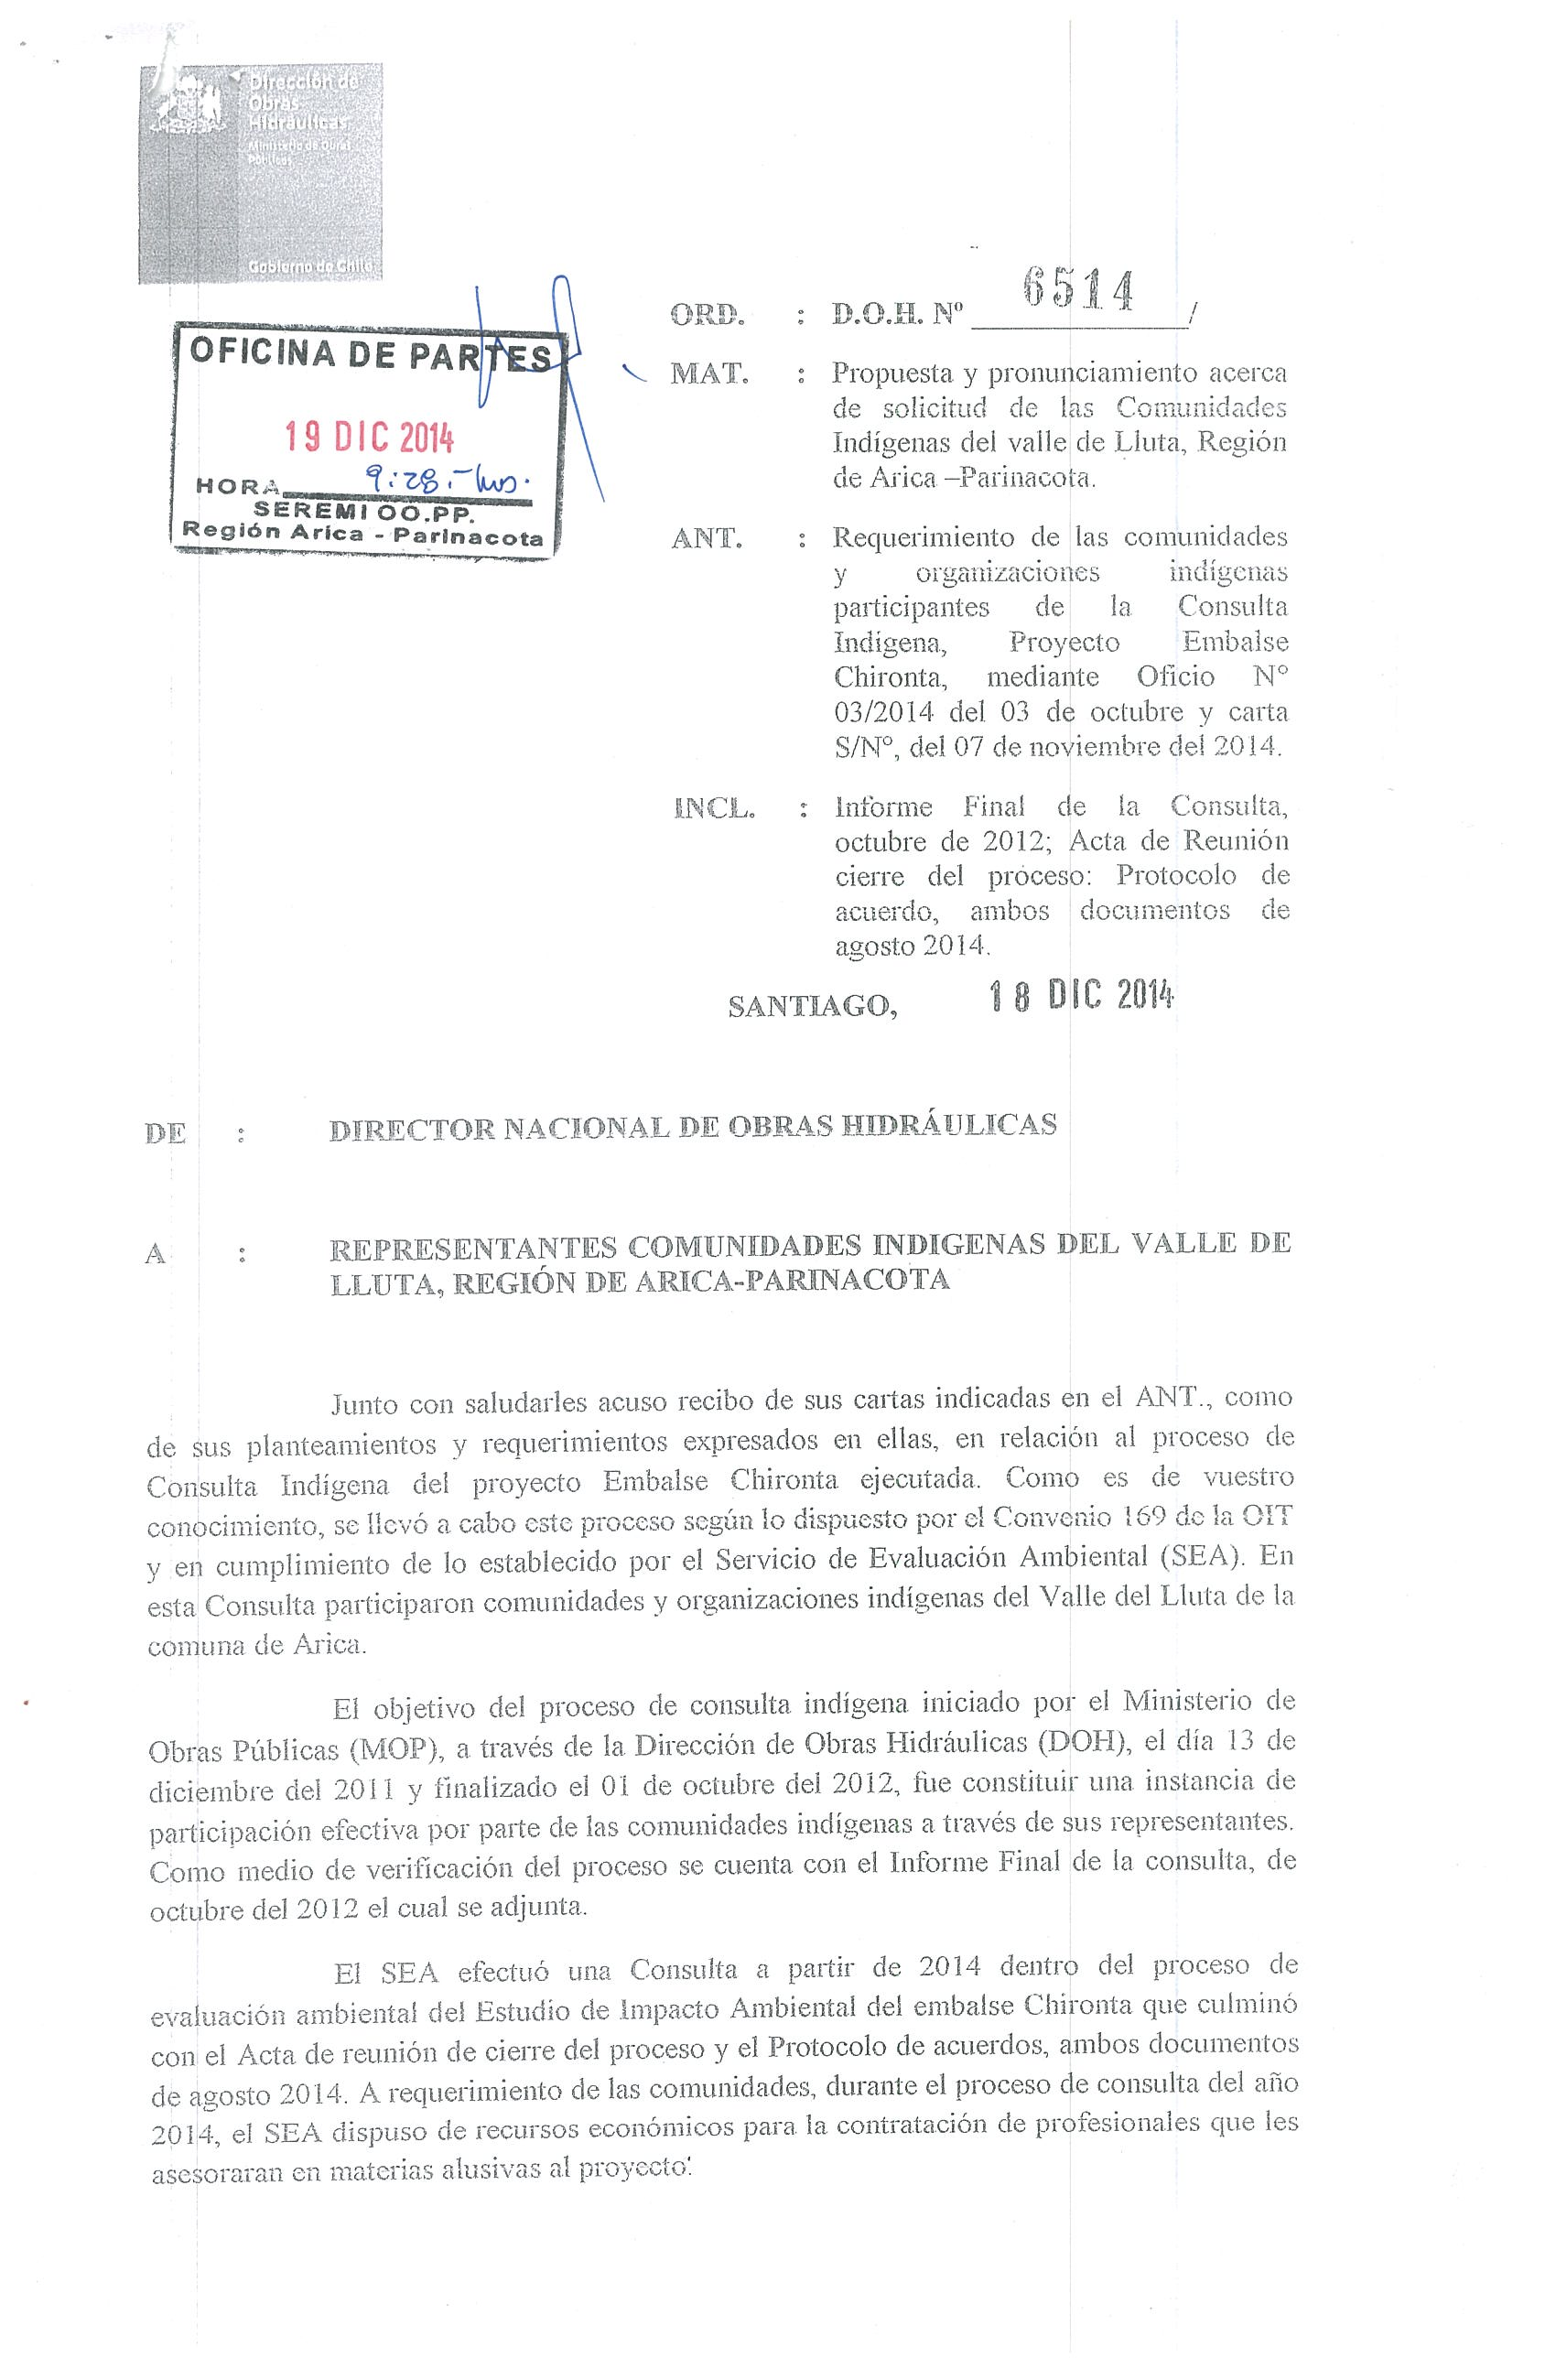 Dirección de
Obras
Hidráulicas
Ministerio de Obras
Públicas
Gobierno de Chile
OFICINA DE PARTES
19 DIC 2014
HORA 9:28.- hrs.
SEREMI OO.PP.
Región Arica - Parinacota
ORD. : D.O.H. Nº 6514 /
MAT. : Propuesta y pronunciamiento acerca
de solicitud de las Comunidades
Indígenas del valle de Lluta, Región
de Arica –Parinacota.
ANT. : Requerimiento de las comunidades
y organizaciones indígenas
participantes de la Consulta
Indígena, Proyecto Embalse
Chironta, mediante Oficio N°
03/2014 del 03 de octubre y carta
S/N°, del 07 de noviembre del 2014.
INCL. : Informe Final de la Consulta,
octubre de 2012; Acta de Reunión
cierre del proceso: Protocolo de
acuerdo, ambos documentos de
agosto 2014.
SANTIAGO, 18 DIC 2014
DE : DIRECTOR NACIONAL DE OBRAS HIDRÁULICAS
A : REPRESENTANTES COMUNIDADES INDIGENAS DEL VALLE DE
LLUTA, REGIÓN DE ARICA-PARINACOTA
Junto con saludarles acuso recibo de sus cartas indicadas en el ANT., como
de sus planteamientos y requerimientos expresados en ellas, en relación al proceso de
Consulta Indígena del proyecto Embalse Chironta ejecutada. Como es de vuestro
conocimiento, se llevó a cabo este proceso según lo dispuesto por el Convenio 169 de la OIT
y en cumplimiento de lo establecido por el Servicio de Evaluación Ambiental (SEA). En
esta Consulta participaron comunidades y organizaciones indígenas del Valle del Lluta de la
comuna de Arica.
El objetivo del proceso de consulta indígena iniciado por el Ministerio de
Obras Públicas (MOP), a través de la Dirección de Obras Hidráulicas (DOH), el día 13 de
diciembre del 2011 y finalizado el 01 de octubre del 2012, fue constituir una instancia de
participación efectiva por parte de las comunidades indígenas a través de sus representantes.
Como medio de verificación del proceso se cuenta con el Informe Final de la consulta, de
octubre del 2012 el cual se adjunta.
El SEA efectuó una Consulta a partir de 2014 dentro del proceso de
evaluación ambiental del Estudio de Impacto Ambiental del embalse Chironta que culminó
con el Acta de reunión de cierre del proceso y el Protocolo de acuerdos, ambos documentos
de agosto 2014. A requerimiento de las comunidades, durante el proceso de consulta del año
2014, el SEA dispuso de recursos económicos para la contratación de profesionales que les
asesoraran en materias alusivas al proyecto.